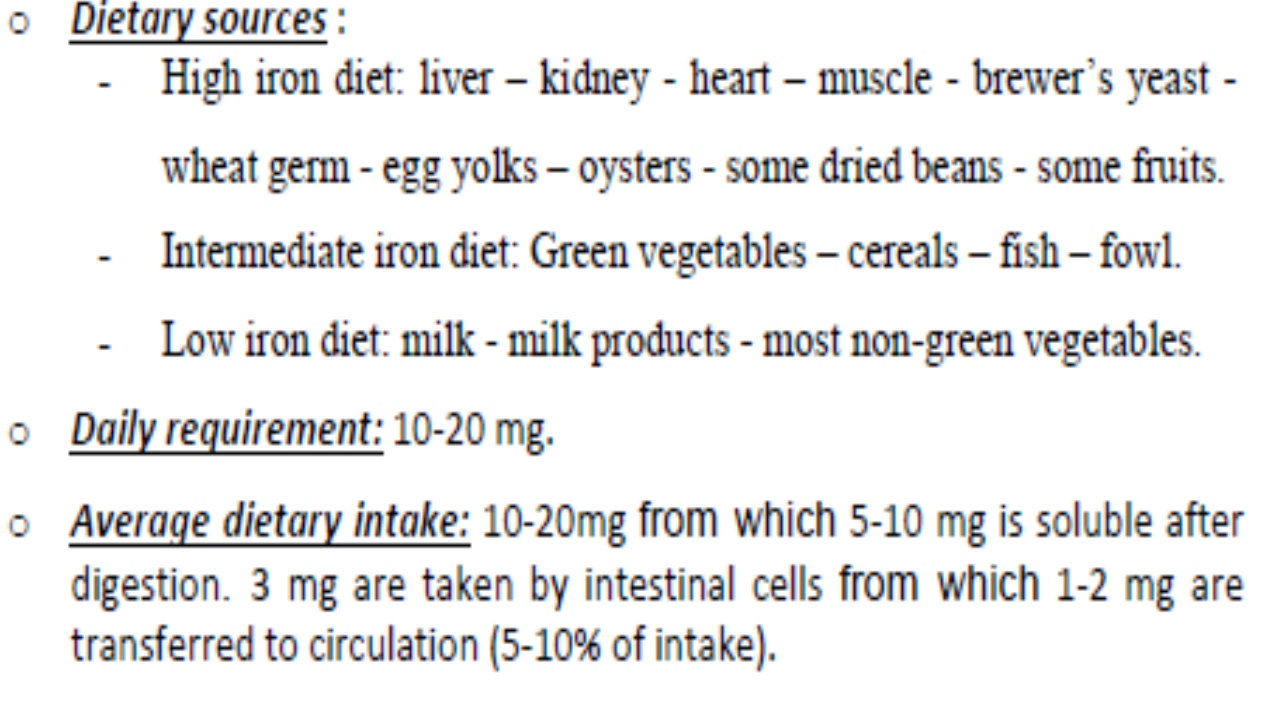 o Dietary sources :
- High iron diet: liver – kidney - heart – muscle - brewer’s yeast -
wheat germ - egg yolks – oysters - some dried beans - some fruits.
- Intermediate iron diet: Green vegetables – cereals – fish – fowl.
- Low iron diet: milk - milk products - most non-green vegetables.
o Daily requirement: 10-20 mg.
o Average dietary intake: 10-20mg from which 5-10 mg is soluble after
digestion. 3 mg are taken by intestinal cells from which 1-2 mg are
transferred to circulation (5-10% of intake).